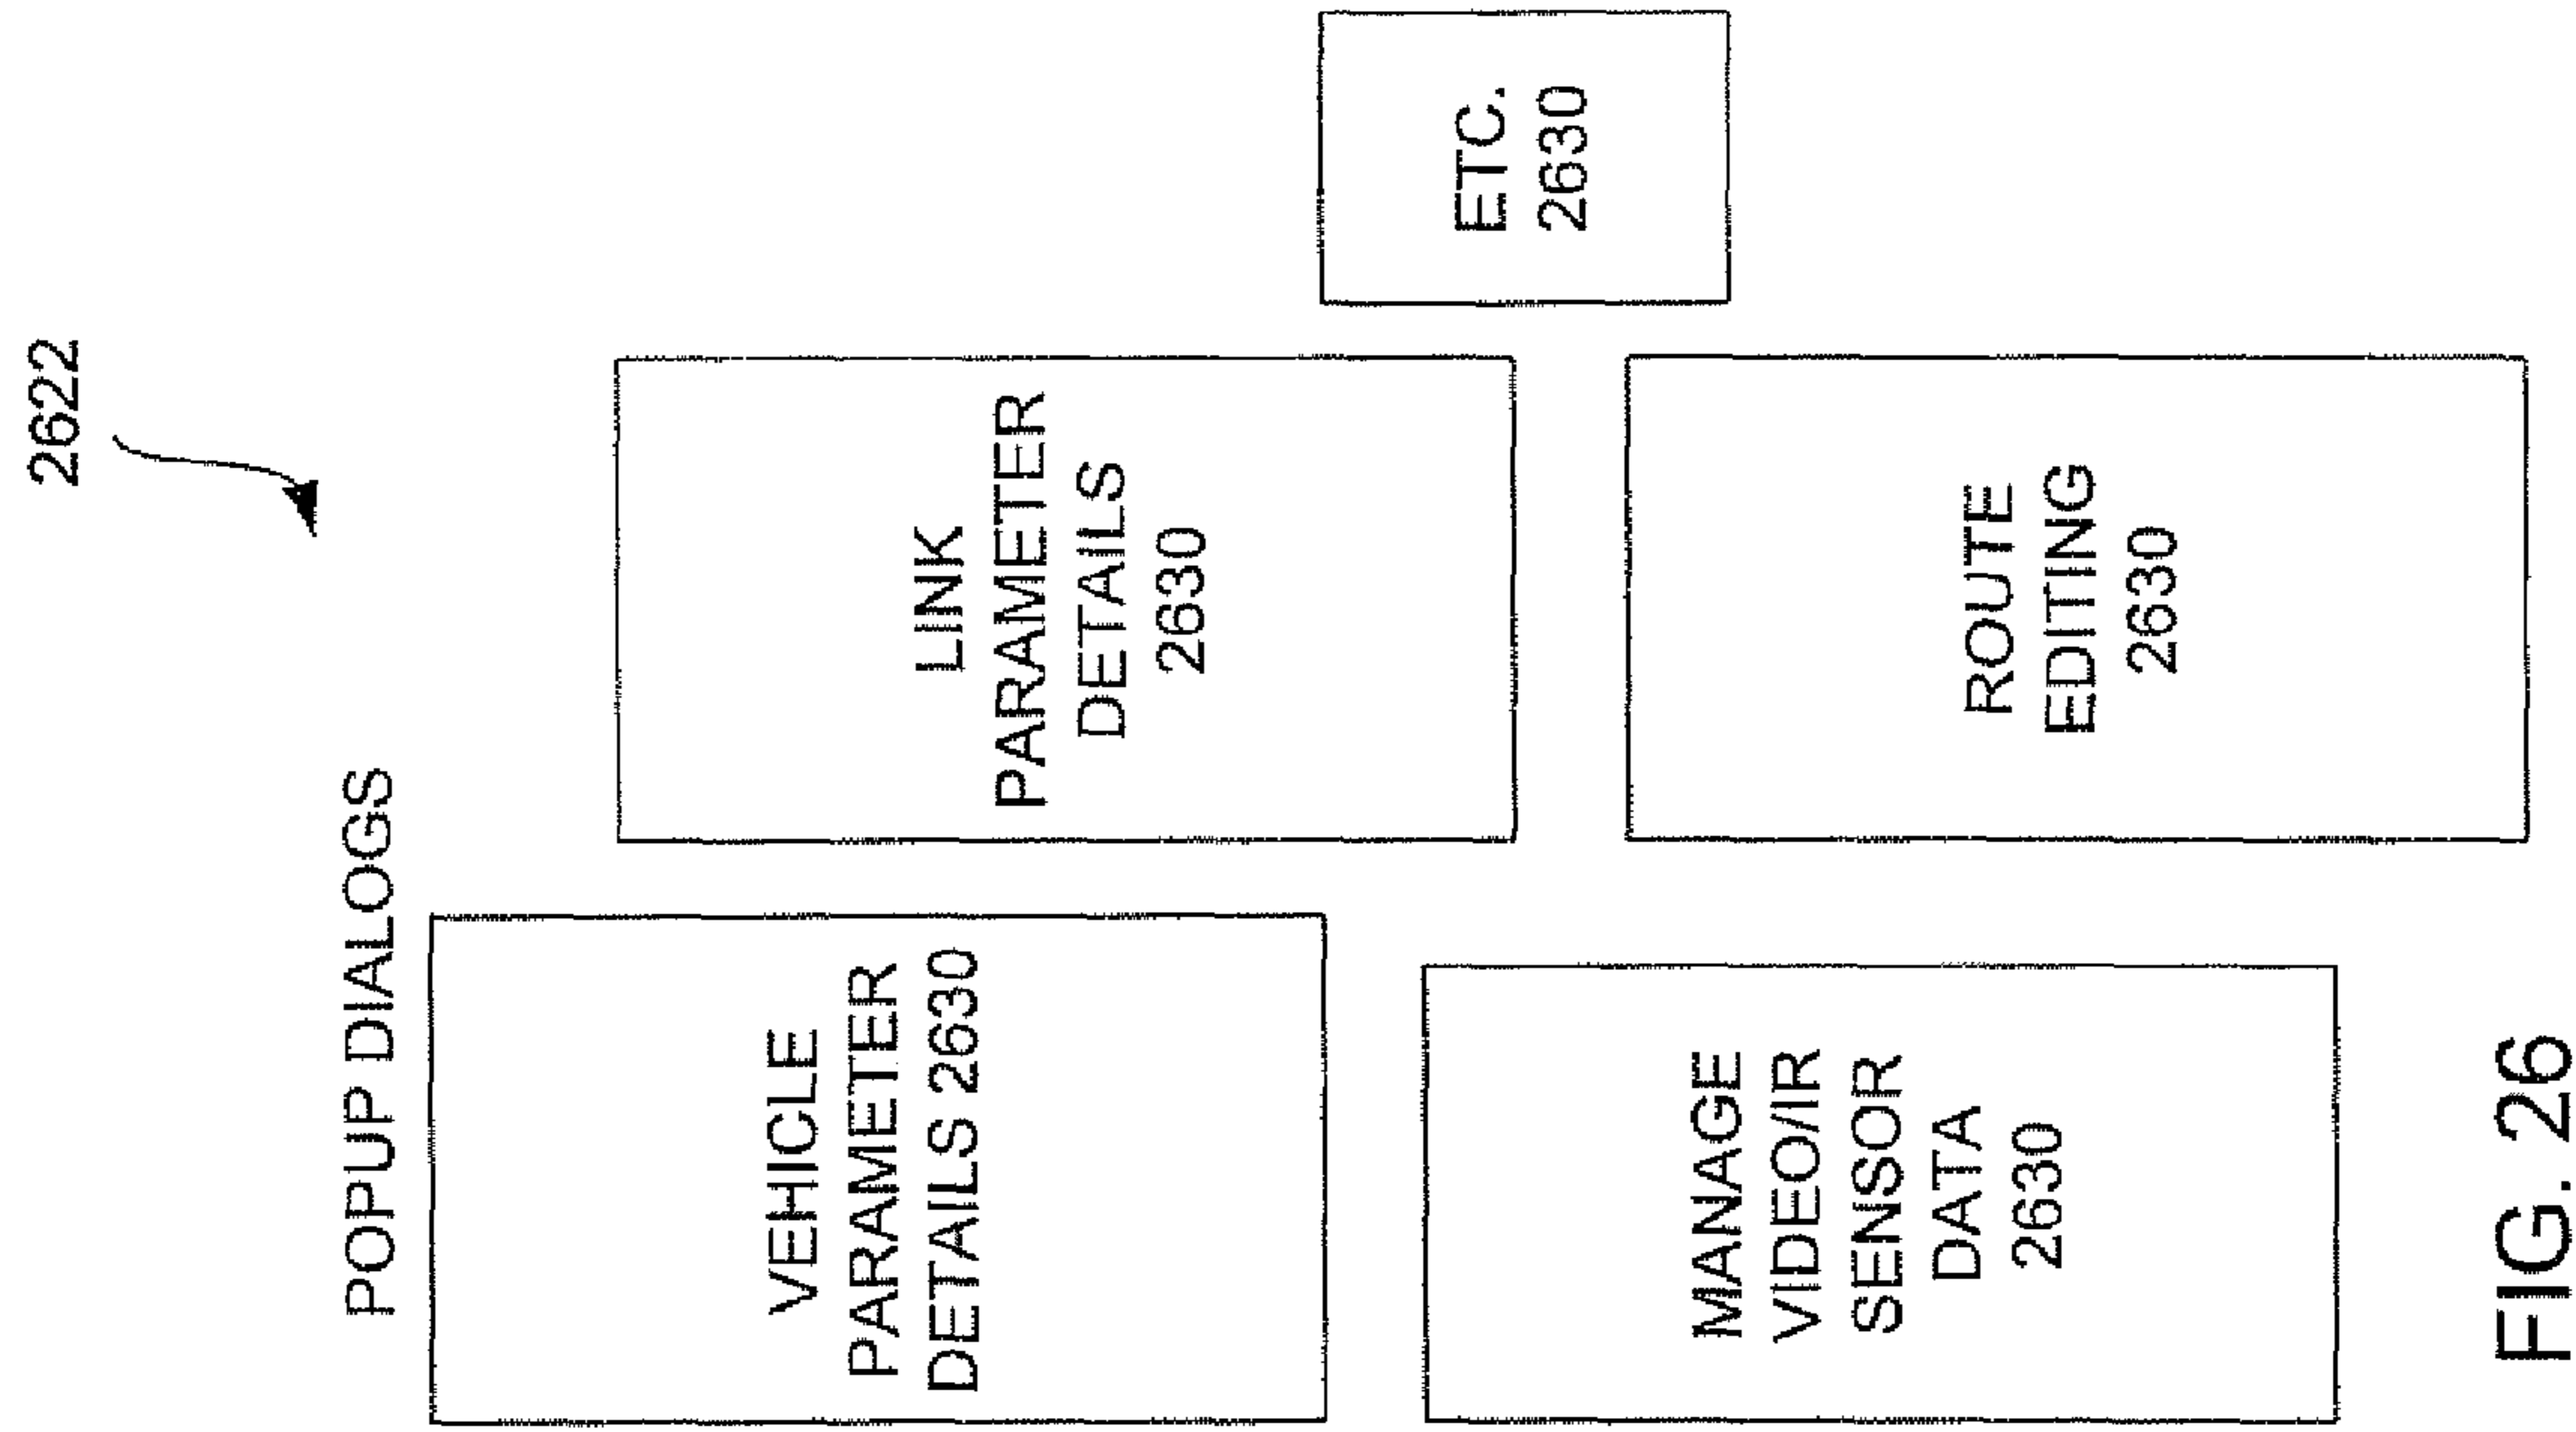 2622
POPUP DIALOGS
VEHICLE
PARAMETER
DETAILS 2630
LINK
PARAMETER
DETAILS
2630
ETC.
2630
MANAGE
VIDEO/IR
SENSOR
DATA
2630
ROUTE
EDITING
2630
FIG. 26